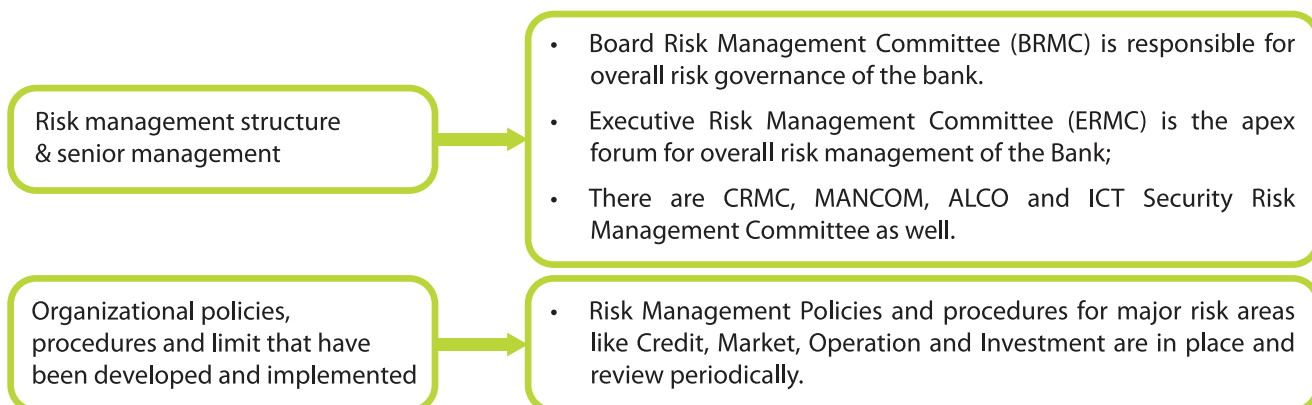 Risk management structure
& senior management
• Board Risk Management Committee (BRMC) is responsible for
overall risk governance of the bank.
• Executive Risk Management Committee (ERMC) is the apex
forum for overall risk management of the Bank;
• There are CRMC, MANCOM, ALCO and ICT Security Risk
Management Committee as well.
Organizational policies,
procedures and limit that have
been developed and implemented
• Risk Management Policies and procedures for major risk areas
like Credit, Market, Operation and Investment are in place and
review periodically.